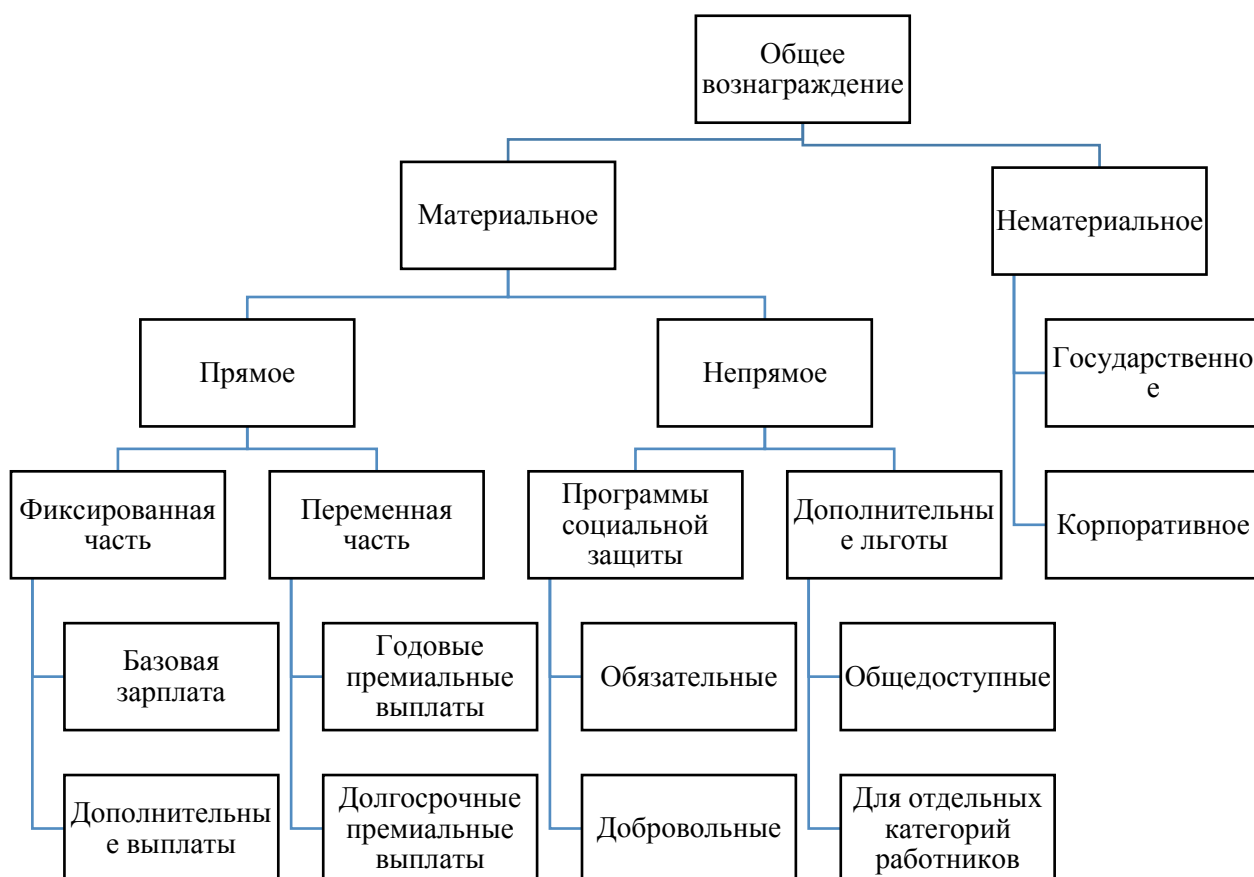 Общее
вознаграждение
Материальное
Нематериальное
Прямое
Непрямое
Государственно
е
Фиксированная
часть
Переменная
часть
Программы
социальной
защиты
Дополнительны
е льготы
Корпоративное
Базовая
зарплата
Годовые
премиальные
выплаты
Обязательные
Общедоступные
Дополнительны
е выплаты
Долгосрочные
премиальные
выплаты
Добровольные
Для отдельных
категорий
работников